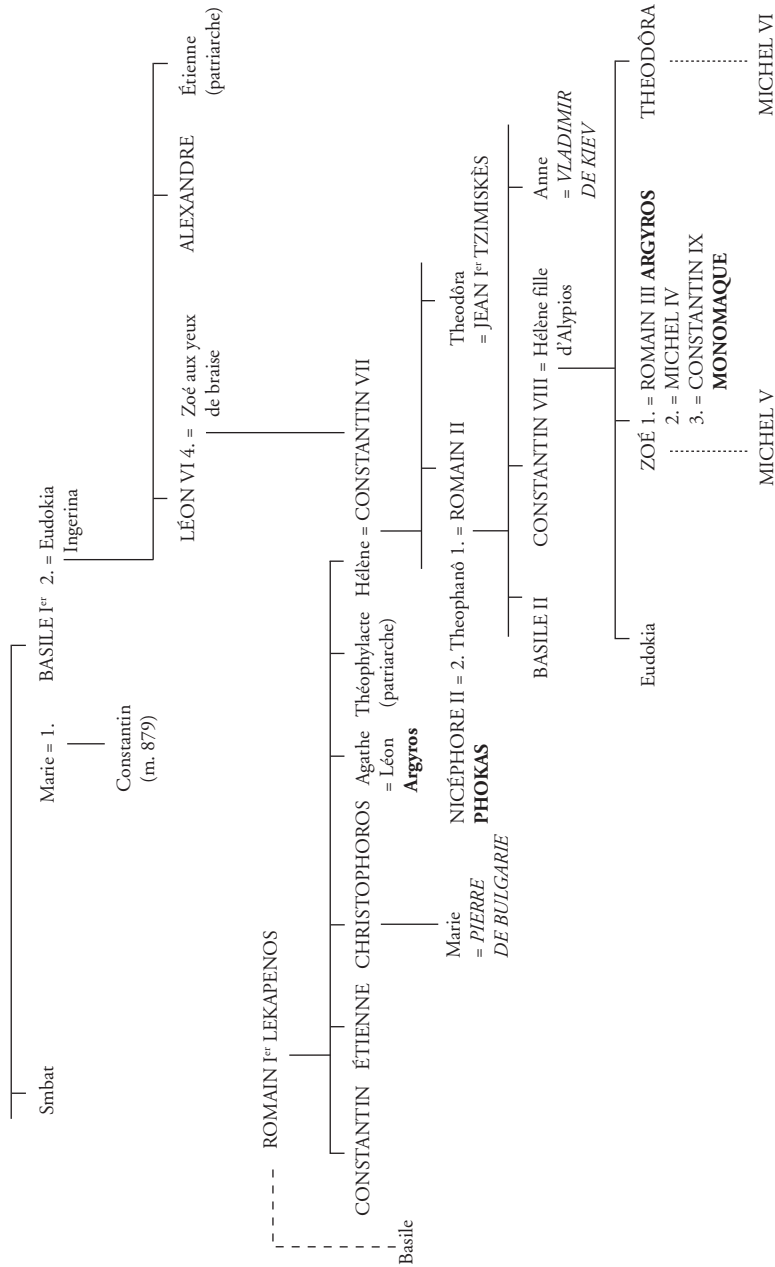 Smbat
Marie = 1.
BASILE Iᵉʳ 2. = Eudokia
Ingerina
Constantin
(m. 879)
LÉON VI 4. = Zoé aux yeux
de braise
ALEXANDRE
Étienne
(patriarche)
ROMAIN Iᵉʳ LEKAPENOS
Basile
CONSTANTIN
ÉTIENNE
CHRISTOPHOROS
Agathe
= Léon
Argyros
Théophylacte
(patriarche)
Hélène = CONSTANTIN VII
Marie
= PIERRE
DE BULGARIE
NICÉPHORE II = 2. Theophanô 1. = ROMAIN II
PHOKAS
Theodôra
= JEAN Iᵉʳ TZIMISKÈS
BASILE II
CONSTANTIN VIII = Hélène fille
d'Alypios
Anne
= VLADIMIR
DE KIEV
Eudokia
ZOÉ 1. = ROMAIN III ARGYROS
2. = MICHEL IV
3. = CONSTANTIN IX
MONOMAQUE
THEODÔRA
MICHEL V
MICHEL VI